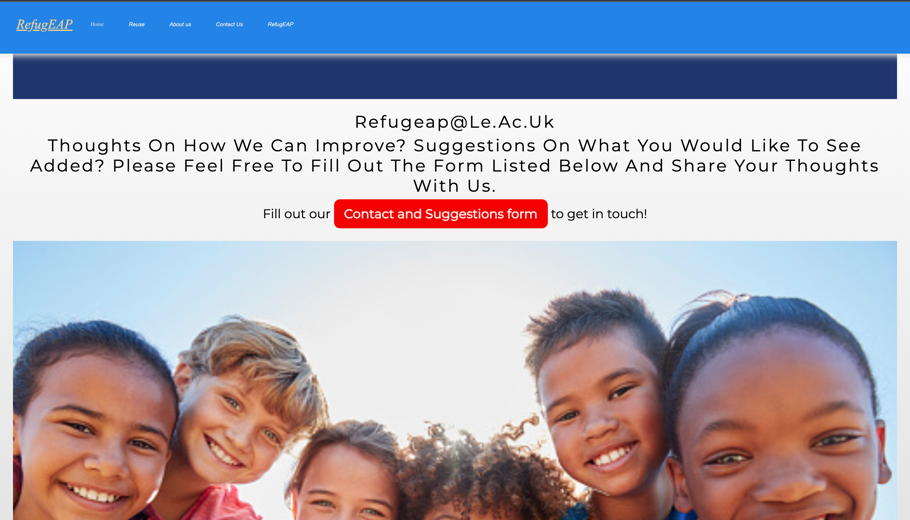 RefugEAP Home Reuse About us Contact Us RefugEAP
Refugeap@Le.Ac.Uk
Thoughts On How We Can Improve? Suggestions On What You Would Like To See
Added? Please Feel Free To Fill Out The Form Listed Below And Share Your Thoughts
With Us.
Fill out our Contact and Suggestions form to get in touch!